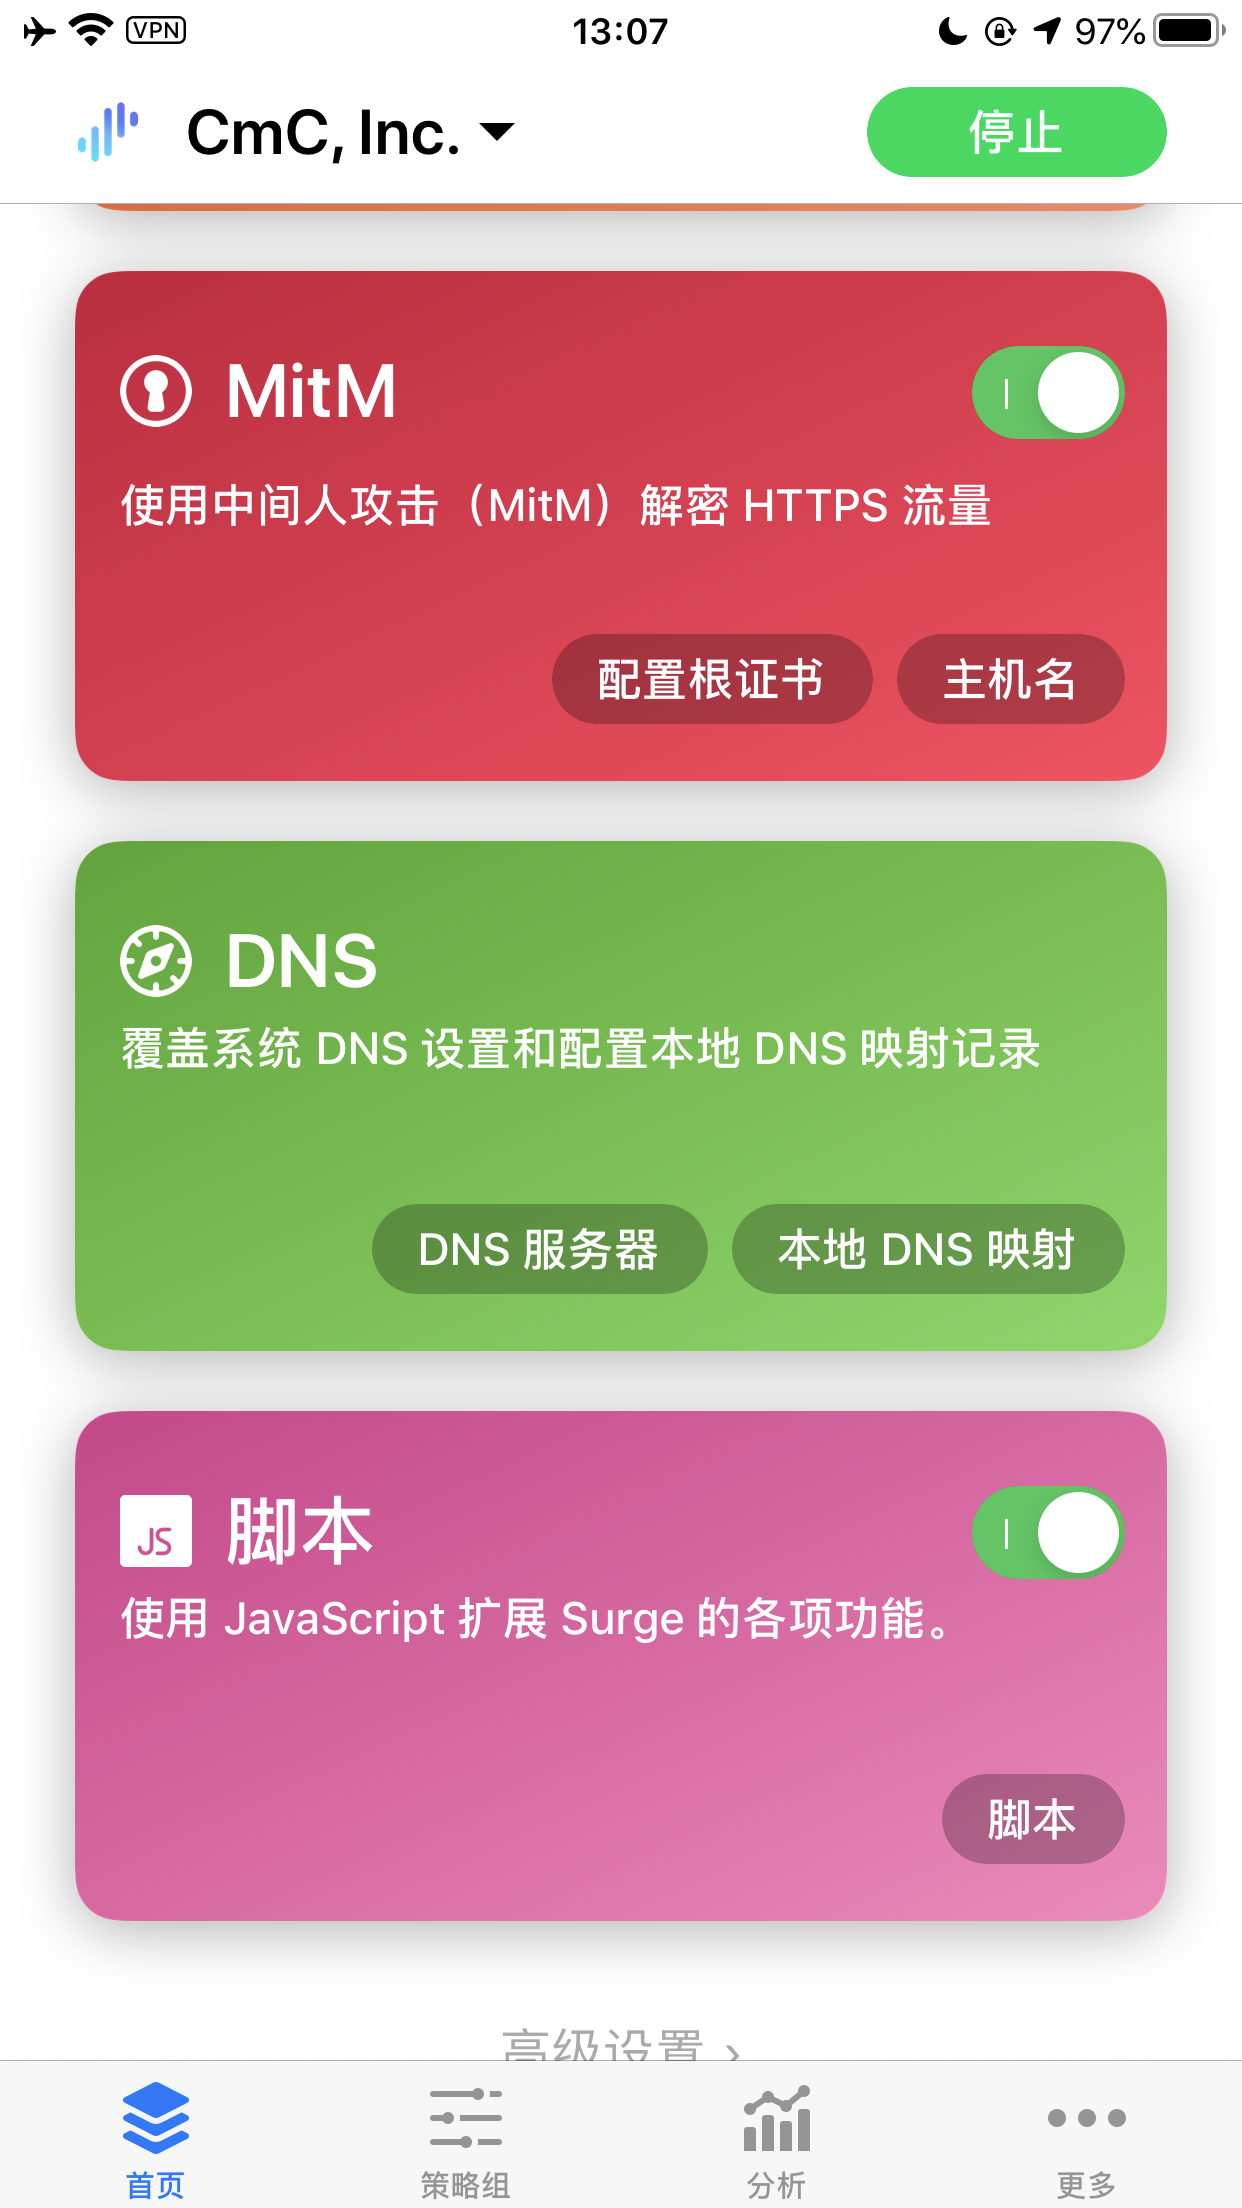 VPN
13:07
97%
CmC, Inc.
停止
MitM
使用中间人攻击（MitM）解密 HTTPS 流量
配置根证书
主机名
DNS
覆盖系统 DNS 设置和配置本地 DNS 映射记录
DNS 服务器
本地 DNS 映射
JS
脚本
使用 JavaScript 扩展 Surge 的各项功能。
脚本
高级设置 ›
首页
策略组
分析
更多